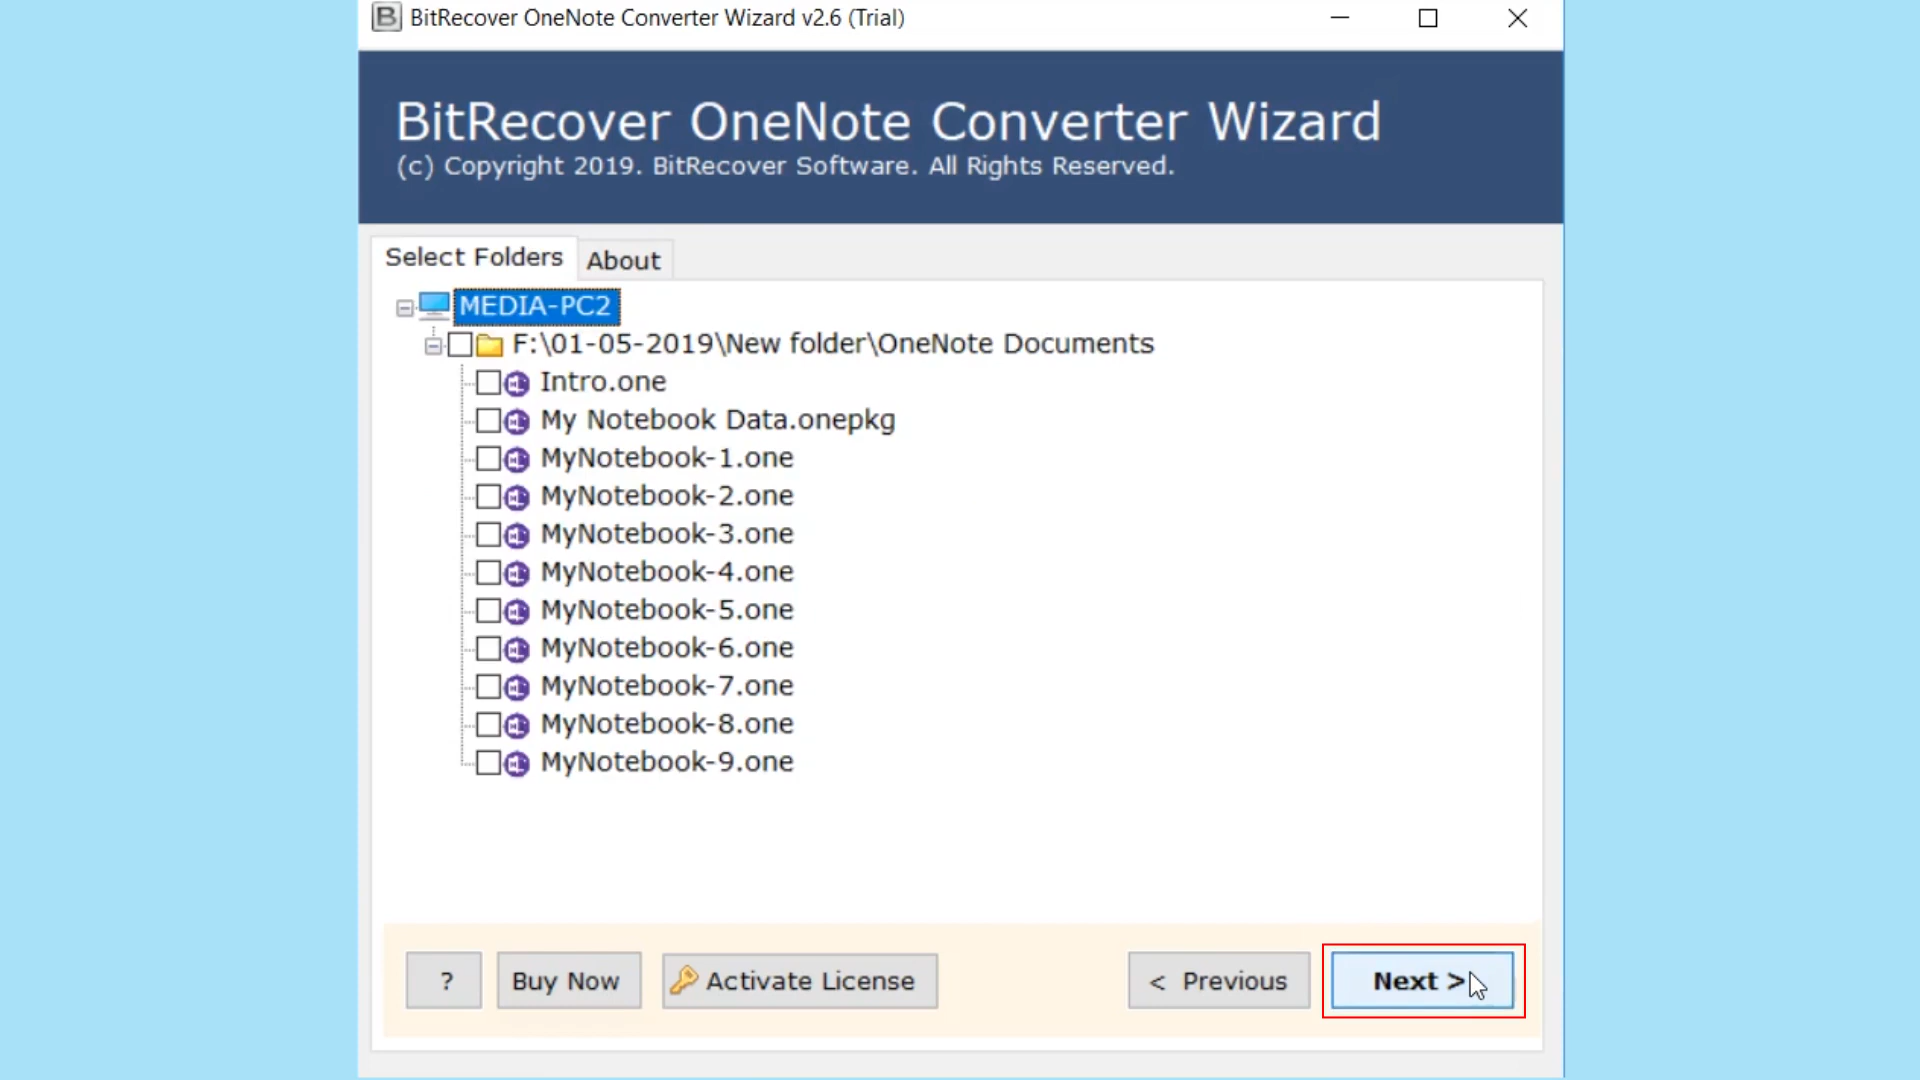 BitRecover OneNote Converter Wizard v2.6 (Trial)
BitRecover OneNote Converter Wizard
(c) Copyright 2019. BitRecover Software. All Rights Reserved.
Select Folders
About
MEDIA-PC2
F:\01-05-2019\New folder\OneNote Documents
Intro.one
My Notebook Data.onepkg
MyNotebook-1.one
MyNotebook-2.one
MyNotebook-3.one
MyNotebook-4.one
MyNotebook-5.one
MyNotebook-6.one
MyNotebook-7.one
MyNotebook-8.one
MyNotebook-9.one
?
Buy Now
Activate License
< Previous
Next >